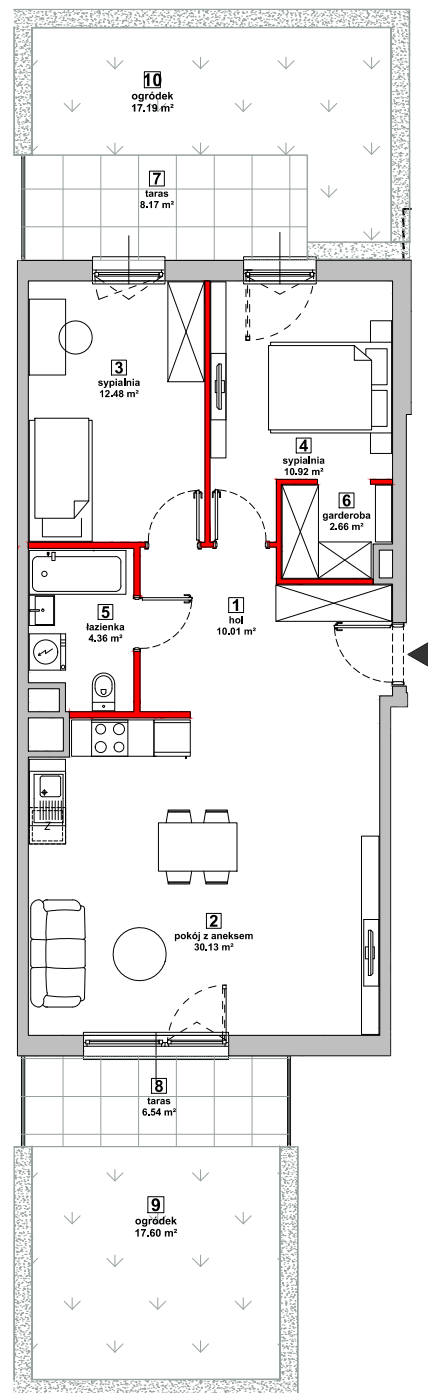 10
ogródek
17.19 m²
7
taras
8.17 m²
3
sypialnia
12.48 m²
4
sypialnia
10.92 m²
6
garderoba
2.66 m²
5
łazienka
4.36 m²
1
hol
10.01 m²
Z
2
pokój z aneksem
30.13 m²
8
taras
6.54 m²
9
ogródek
17.60 m²